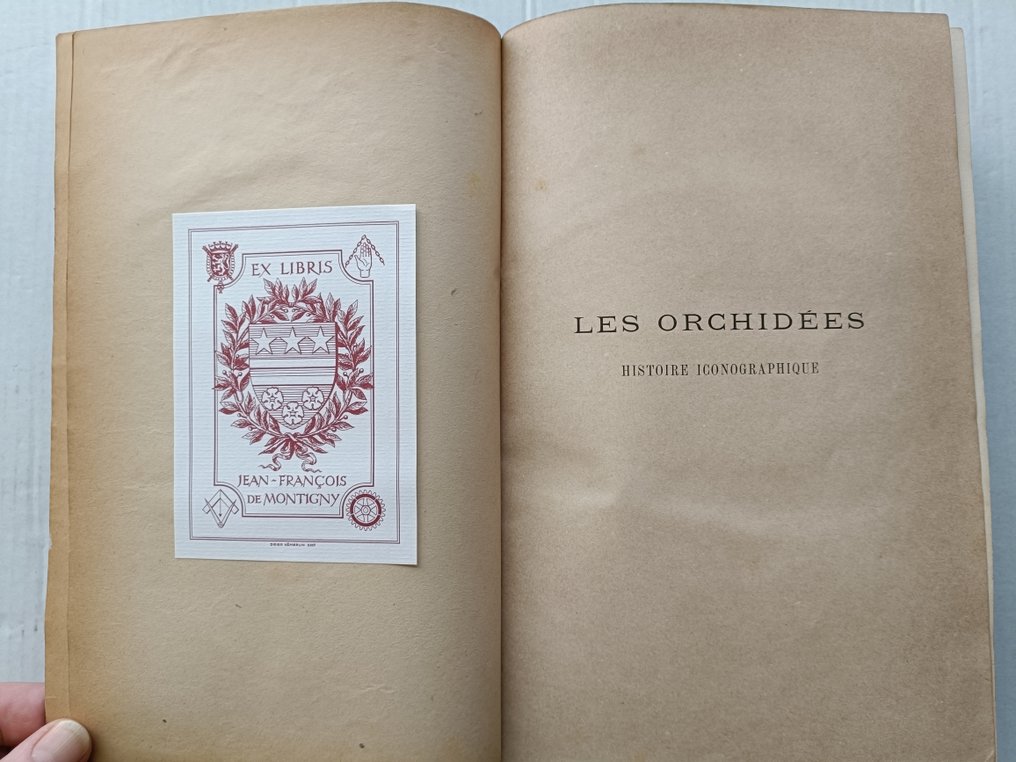 EX LIBRIS
JEAN-FRANÇOIS
DE MONTIGNY
LES ORCHIDÉES
HISTOIRE ICONOGRAPHIQUE